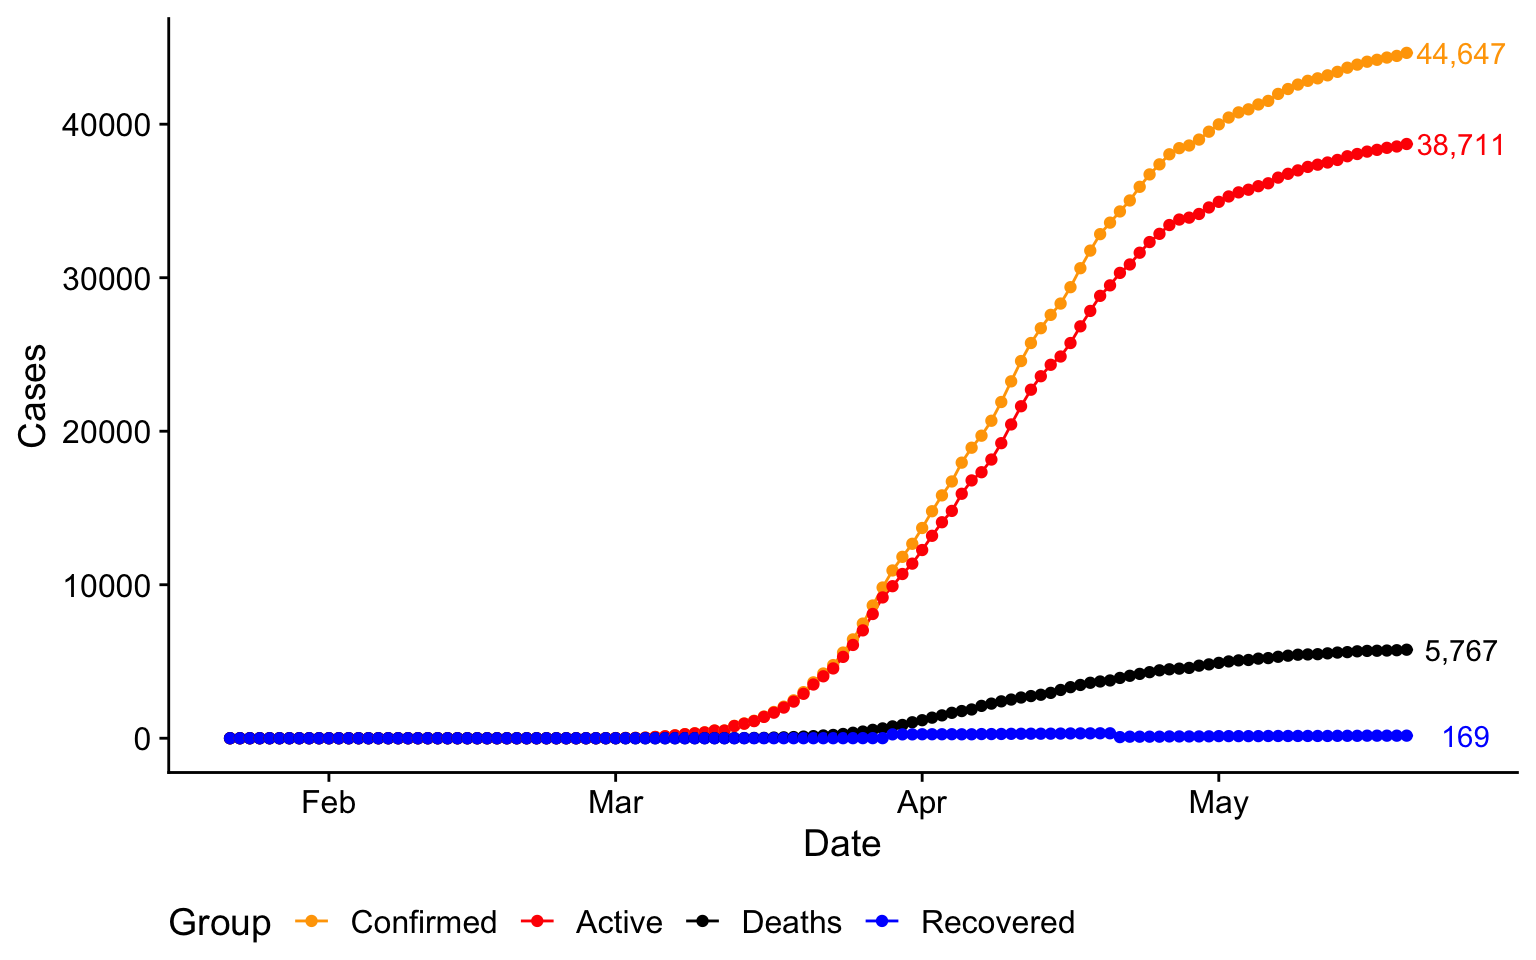 44,647
40000
38,711
30000
Cases
20000
10000
5,767
0
169
Feb Mar Apr May
Date
Group Confirmed Active Deaths Recovered